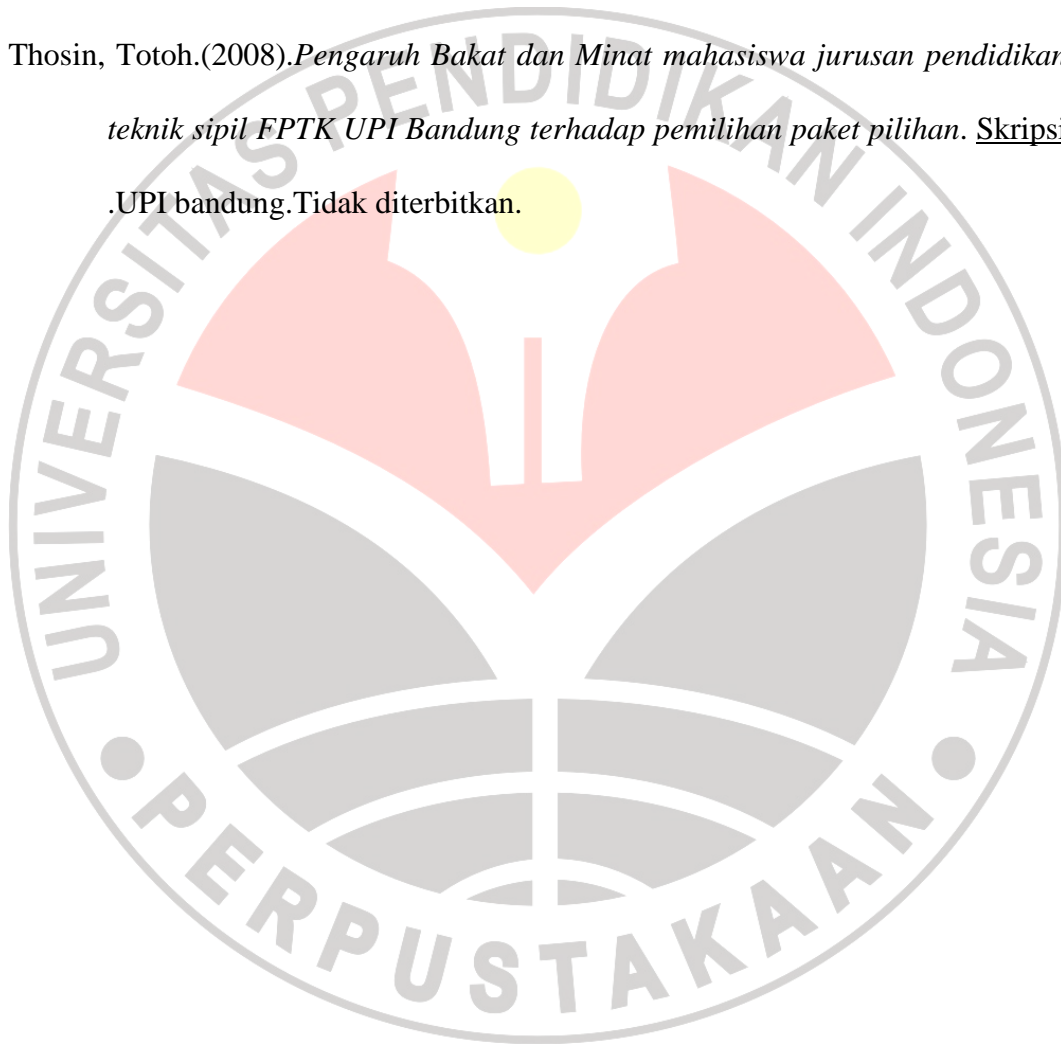 Thosin, Totoh.(2008).Pengaruh Bakat dan Minat mahasiswa jurusan pendidikan
teknik sipil FPTK UPI Bandung terhadap pemilihan paket pilihan. Skripsi
.UPI bandung.Tidak diterbitkan.
UNIVERSITAS PENDIDIKAN INDONESIA
PERPUSTAKAAN